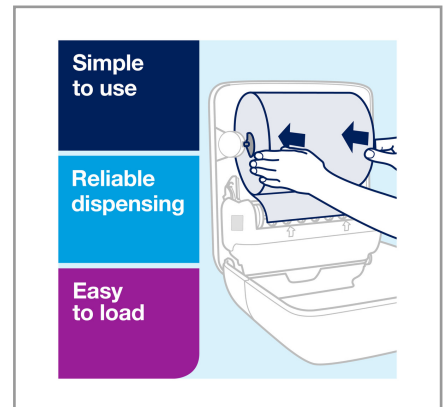 Simple
to use
Reliable
dispensing
Easy
to load